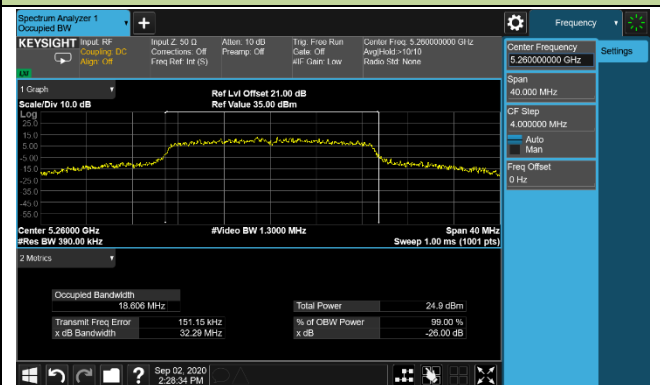 Spectrum Analyzer 1
Occupied BW
Frequency
KEYSIGHT
Input: RF
Coupling: DC
Align: Off
Input Z: 50 Ω
Corrections: Off
Freq Ref: Int (S)
Atten: 10 dB
Preamp: Off
Trig: Free Run
Gate: Off
#IF Gain: Low
Center Freq: 5.260000000 GHz
Avg|Hold:>10/10
Radio Std: None
Center Frequency
5.260000000 GHz
Settings
Span
40.000 MHz
CF Step
4.000000 MHz
Auto
Man
Freq Offset
0 Hz
1 Graph
Scale/Div 10.0 dB
Ref Lvl Offset 21.00 dB
Ref Value 35.00 dBm
Log
25.0
15.0
5.00
-5.00
-15.0
-25.0
-35.0
-45.0
-55.0
Center 5.26000 GHz
#Res BW 390.00 kHz
#Video BW 1.3000 MHz
Span 40 MHz
Sweep 1.00 ms (1001 pts)
2 Metrics
Occupied Bandwidth
18.606 MHz
Total Power 24.9 dBm
Transmit Freq Error 151.15 kHz
% of OBW Power 99.00 %
x dB Bandwidth 32.29 MHz
x dB -26.00 dB
Sep 02, 2020
2:28:34 PM